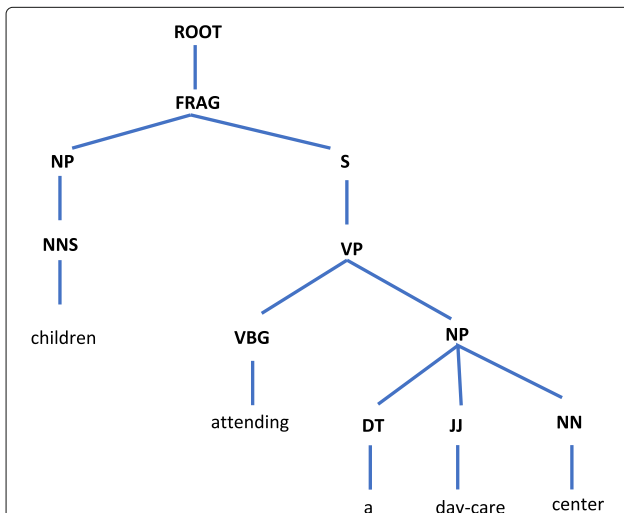 ROOT
FRAG
NP S
NNS VP
children VBG NP
attending DT JJ NN
a day-care center